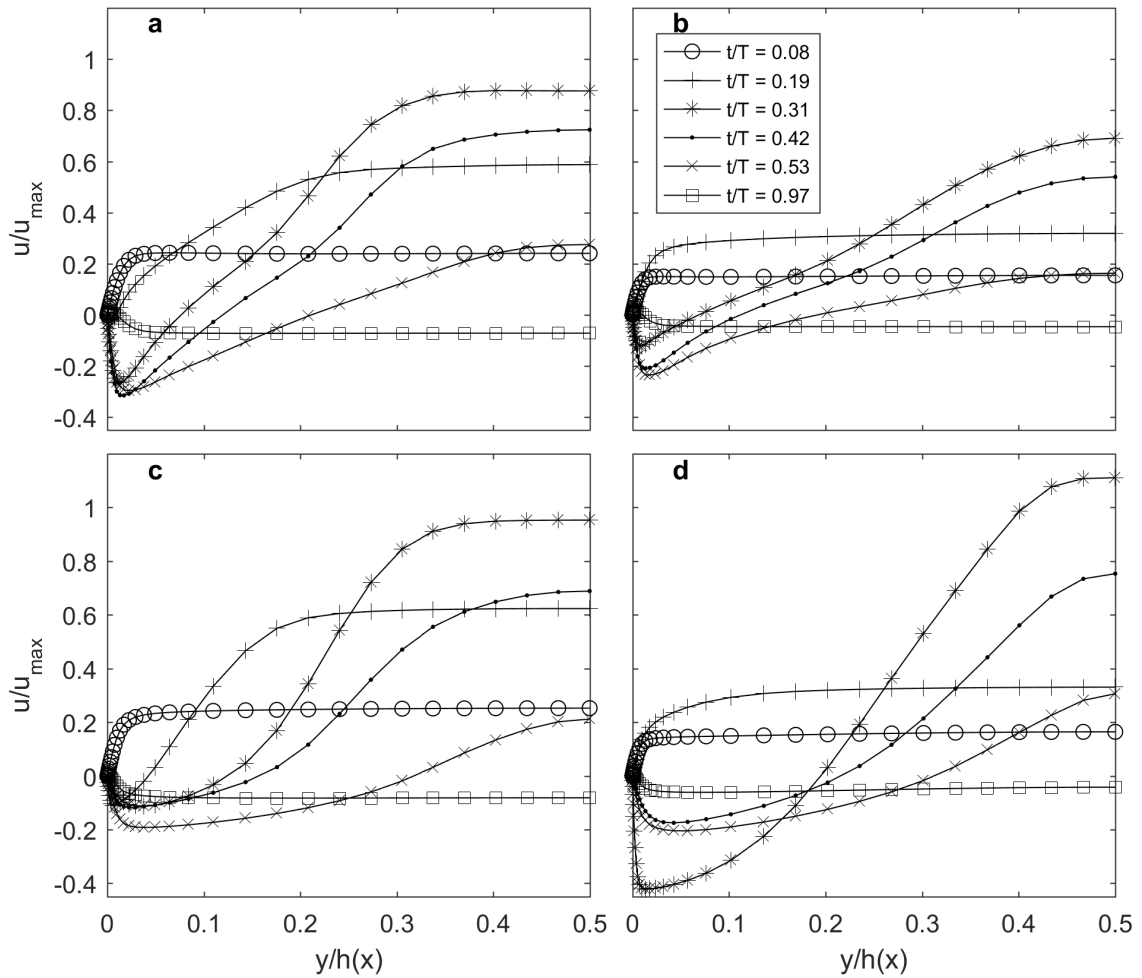 a
b
t/T = 0.08
t/T = 0.19
t/T = 0.31
t/T = 0.42
t/T = 0.53
t/T = 0.97
1
0.8
0.6
0.4
0.2
0
-0.2
-0.4
u/u_max
c
d
1
0.8
0.6
0.4
0.2
0
-0.2
-0.4
u/u_max
0 0.1 0.2 0.3 0.4 0.5
0 0.1 0.2 0.3 0.4 0.5
y/h(x)
y/h(x)